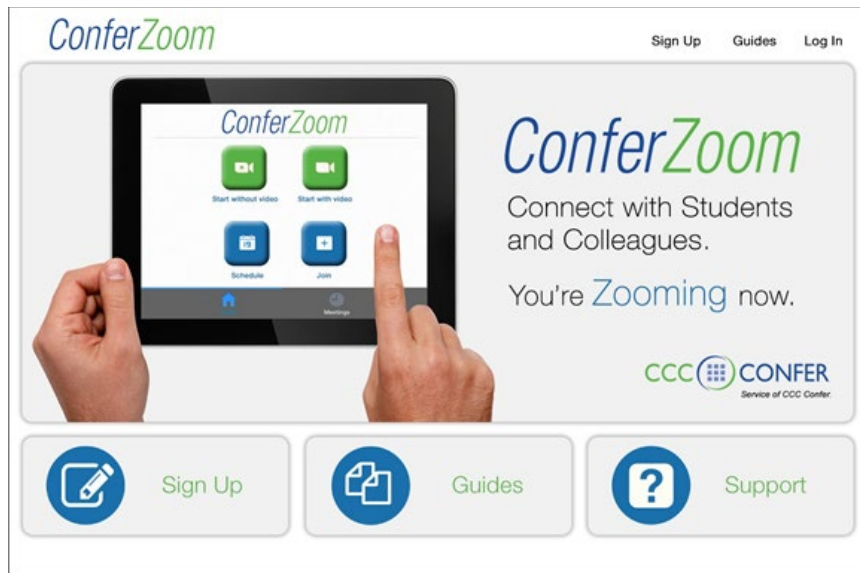 ConferZoom
Sign Up Guides Log In
ConferZoom
Start without video Start with video
Schedule Join
Meetings
ConferZoom
Connect with Students
and Colleagues.
You're Zooming now.
CCC CONFER
Service of CCC Confer.
Sign Up
Guides
Support